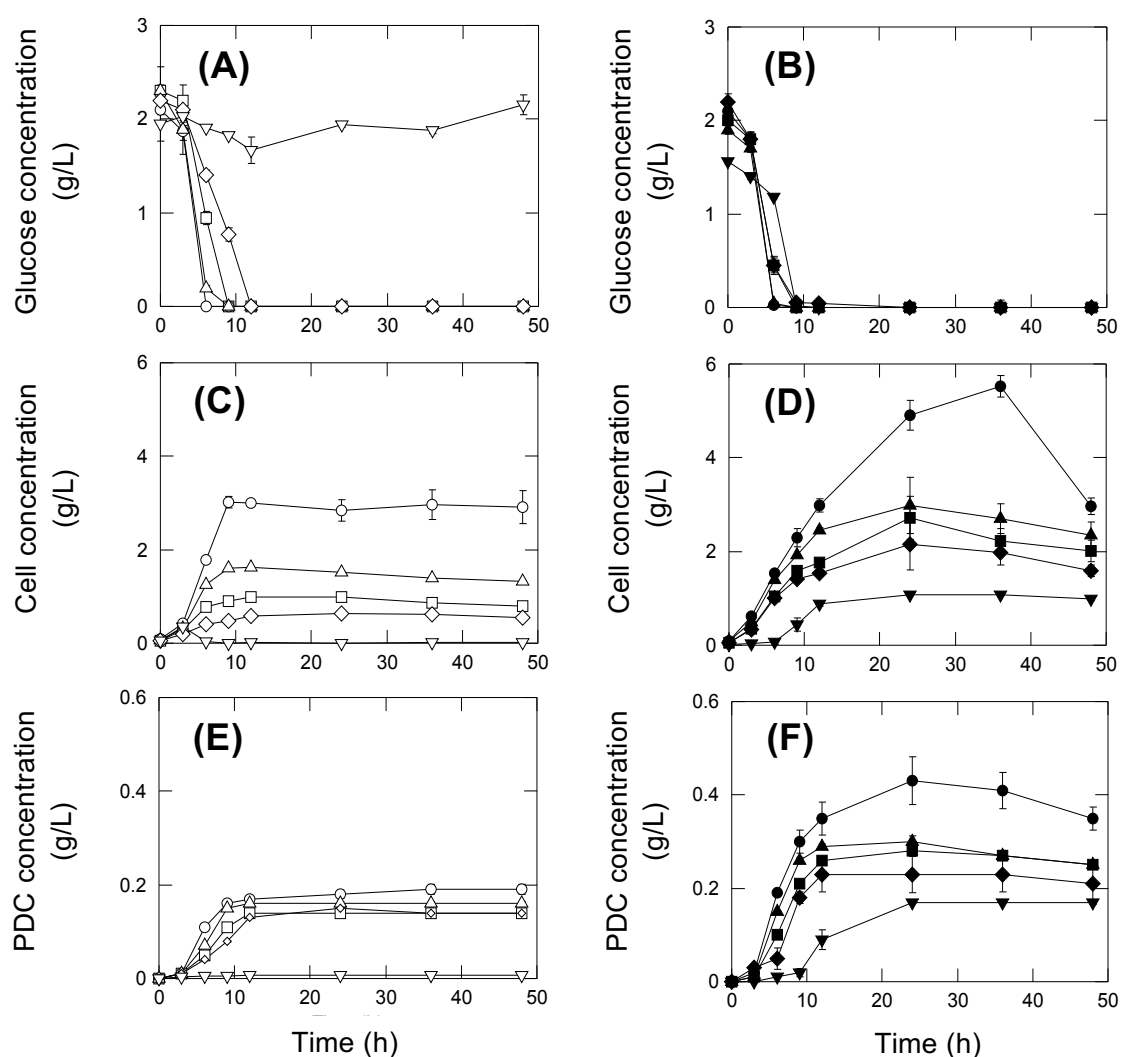 (A)
Glucose concentration
(g/L)
3
2
1
0
0 10 20 30 40 50
(B)
Glucose concentration
(g/L)
3
2
1
0
0 10 20 30 40 50
(C)
Cell concentration
(g/L)
6
4
2
0
0 10 20 30 40 50
(D)
Cell concentration
(g/L)
6
4
2
0
0 10 20 30 40 50
(E)
PDC concentration
(g/L)
0.6
0.4
0.2
0
0 10 20 30 40 50
Time (h)
(F)
PDC concentration
(g/L)
0.6
0.4
0.2
0
0 10 20 30 40 50
Time (h)